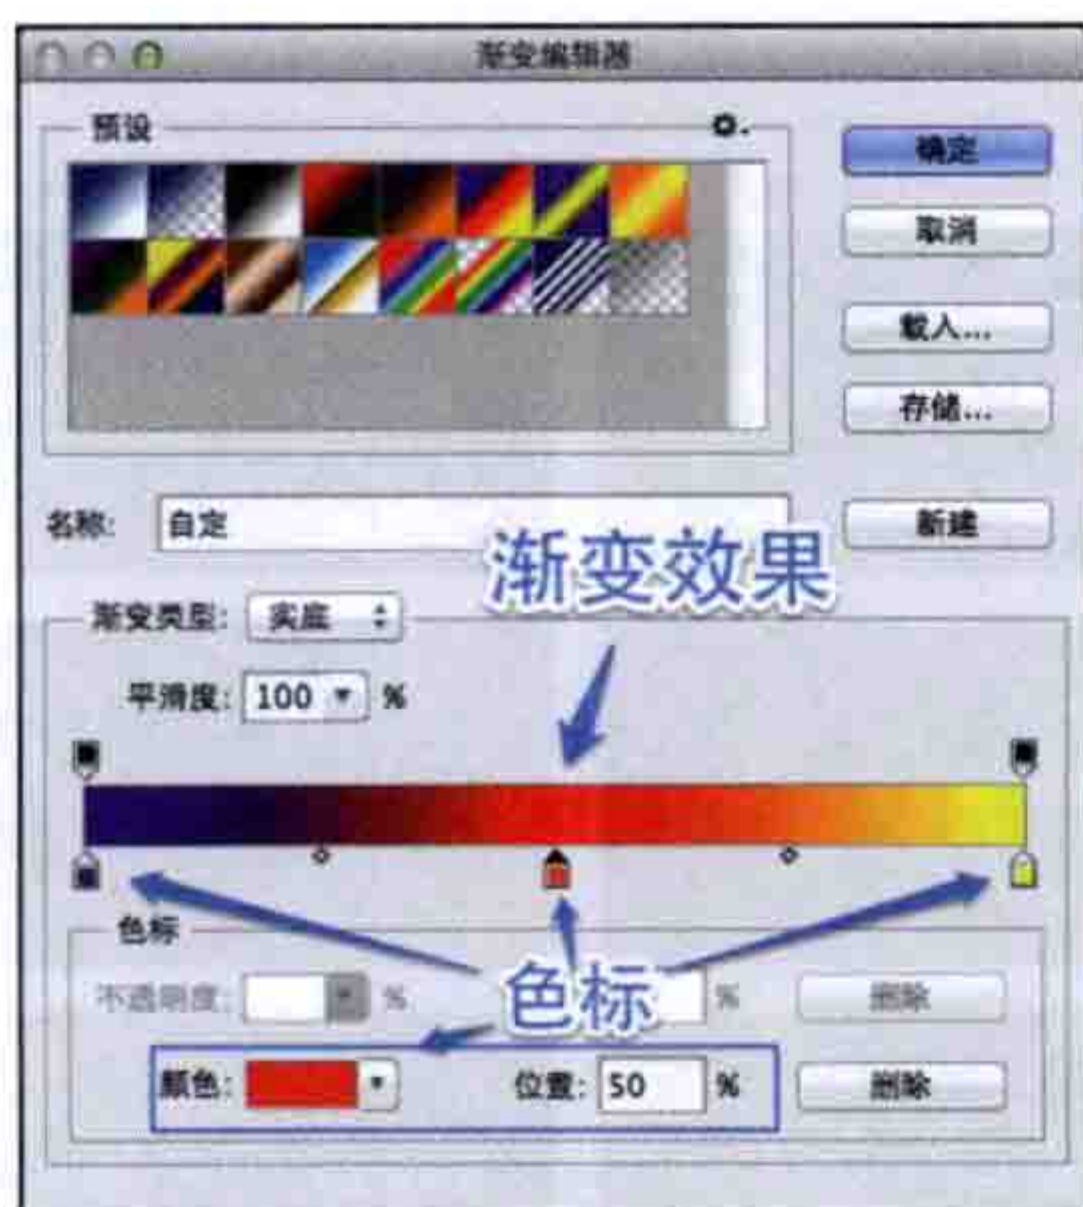 渐变编辑器
预设
确定
取消
载入...
存储...
名称: 自定
新建
渐变效果
渐变类型: 实底
平滑度: 100 %
色标
不透明度: %
色标
%
删除
颜色:
位置: 50 %
删除